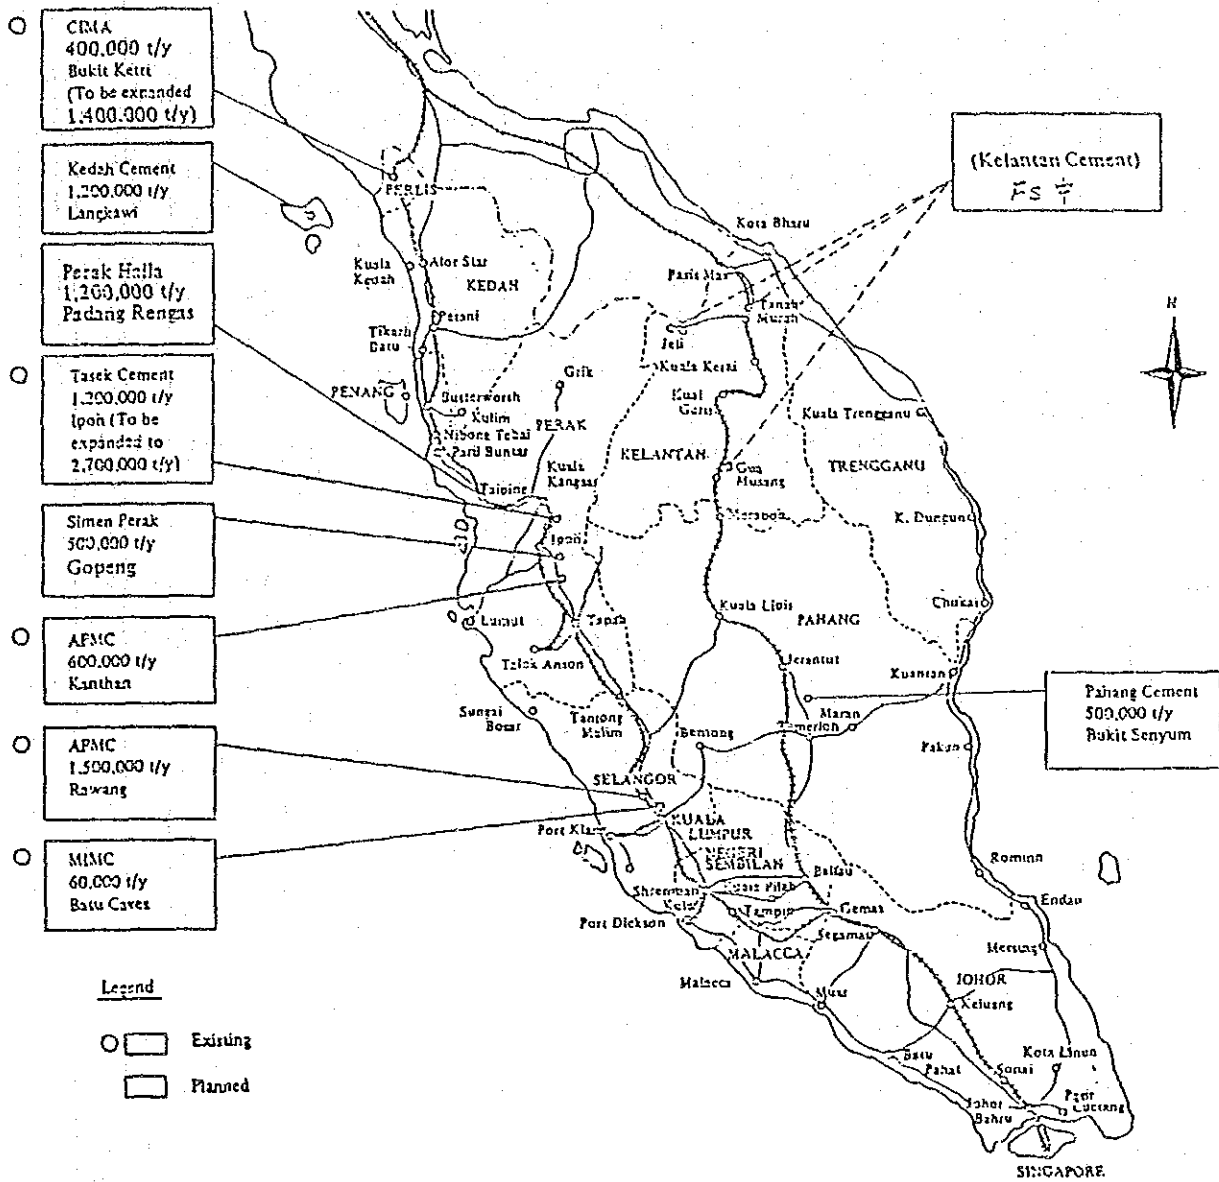 CIMA
400,000 t/y
Bukit Ketri
(To be expanded
1,400,000 t/y)
Kedah Cement
1,200,000 t/y
Langkawi
Perak Halla
1,200,000 t/y
Padang Rengas
Tasek Cement
1,200,000 t/y
Ipoh (To be
expanded to
2,700,000 t/y)
Simen Perak
500,000 t/y
Gopeng
APMC
600,000 t/y
Kanthan
APMC
1,500,000 t/y
Rawang
MIMC
60,000 t/y
Batu Caves
Legend
Existing
Planned
(Kelantan Cement)
FS 中
N
Pahang Cement
500,000 t/y
Bukit Senyum
PERLIS
Kuala
Kedah
Alor Star
KEDAH
Petani
Tikam
Batu
PENANG
Butterworth
Kulim
Nibong Tebal
Parit Buntar
Grik
PERAK
Kuala
Kangsar
Taiping
Ipoh
Lumut
Tapah
Telok Anson
Sungai
Besar
Tantong
Malim
SELANGOR
Port Klang
KUALA
LUMPUR
NEGERI
SEMBILAN
Kuala Pilah
Bahau
Port Dickson
Tampin
Gemas
Segamat
MALACCA
Malacca
Muar
Batu
Pahat
JOHOR
Keluang
Kota
Senai
Johor
Bahru
Pasir
SINGAPORE
Kota Bharu
Pasir Mas
Tanah
Merah
Jeli
Kuala Kerai
Gua
Musang
KELANTAN
Merapoh
Kuala Trengganu
TRENGGANU
K. Dungun
Chukai
Kuala Lipis
PAHANG
Jerantut
Kuantan
Maran
Temerloh
Bentong
Pekan
Rompin
Endau
Mersing